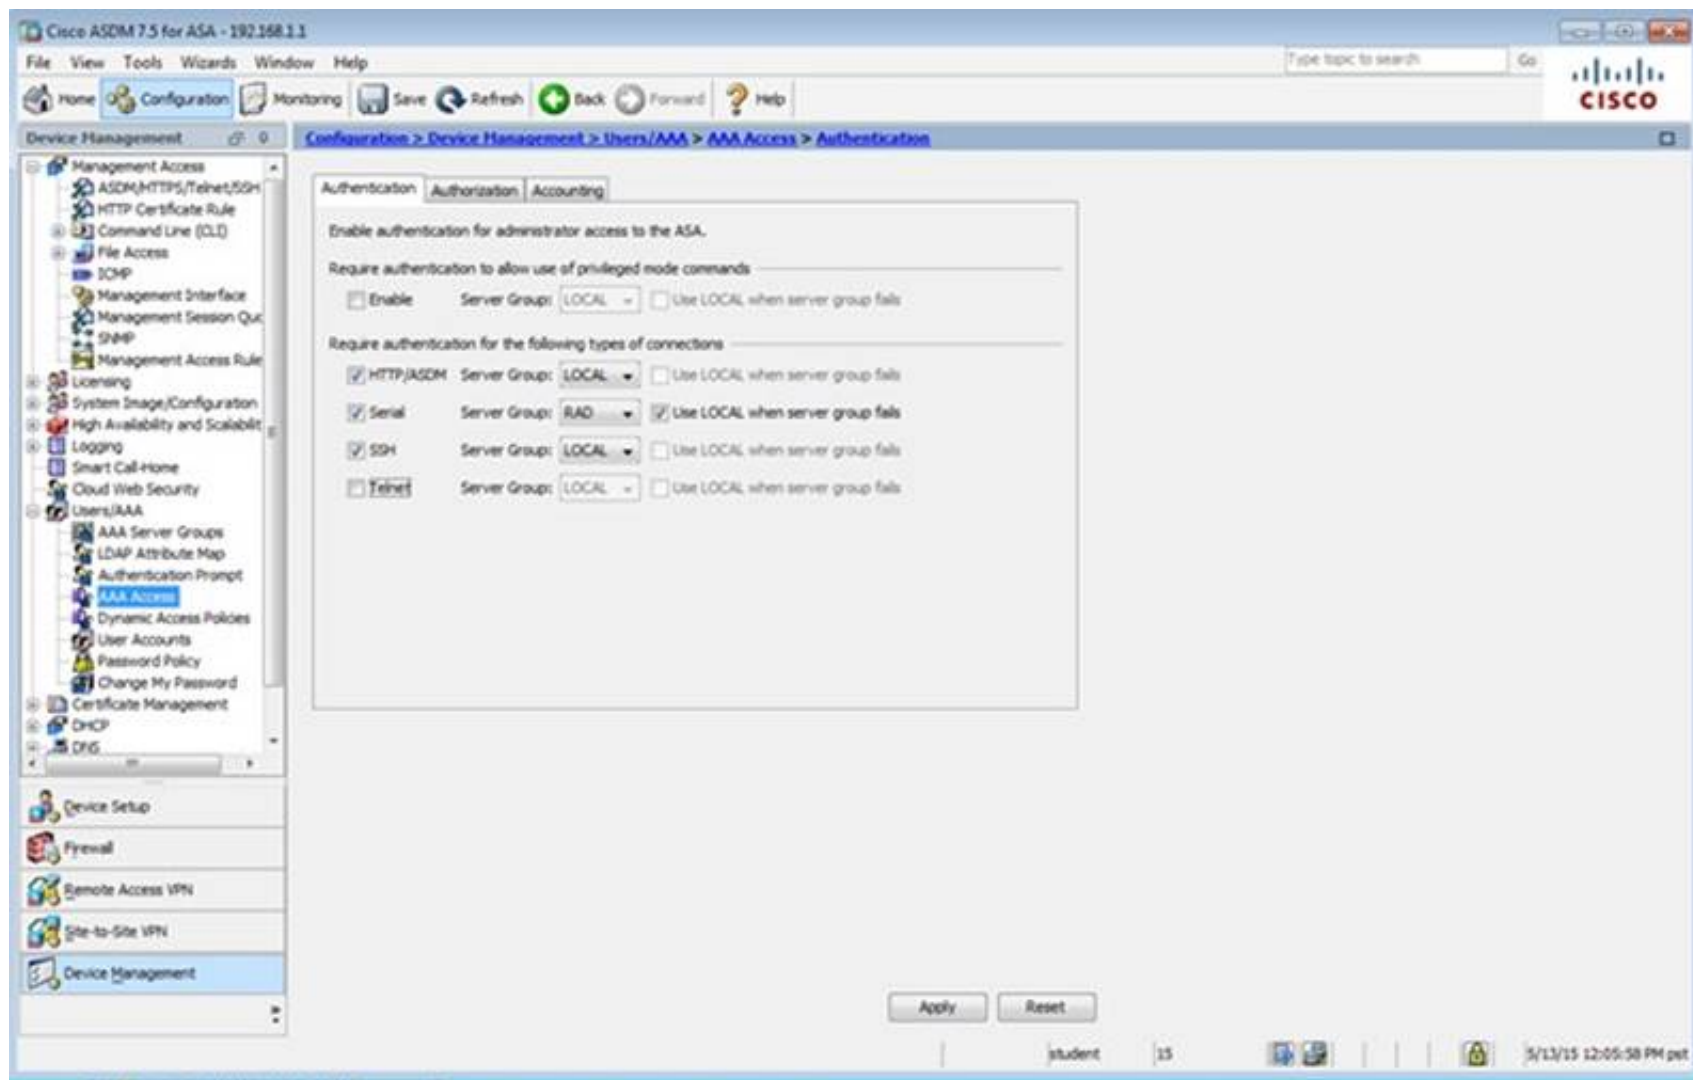 Cisco ASDM 7.5 for ASA - 192.168.1.1
File View Tools Wizards Window Help
Type topic to search Go
Home Configuration Monitoring Save Refresh Back Forward Help
CISCO
Device Management
Configuration > Device Management > Users/AAA > AAA Access > Authentication
Management Access
ASDM/HTTPS/Telnet/SSH
HTTP Certificate Rule
Command Line (CLI)
File Access
ICMP
Management Interface
Management Session Quc
SNMP
Management Access Rule
Licensing
System Image/Configuration
High Availability and Scalabilit
Logging
Smart Call-Home
Cloud Web Security
Users/AAA
AAA Server Groups
LDAP Attribute Map
Authentication Prompt
AAA Access
Dynamic Access Policies
User Accounts
Password Policy
Change My Password
Certificate Management
DHCP
DNS
Device Setup
Firewall
Remote Access VPN
Site-to-Site VPN
Device Management
Authentication Authorization Accounting
Enable authentication for administrator access to the ASA.
Require authentication to allow use of privileged mode commands
Enable Server Group: LOCAL Use LOCAL when server group fails
Require authentication for the following types of connections
HTTP/ASDM Server Group: LOCAL Use LOCAL when server group fails
Serial Server Group: RAD Use LOCAL when server group fails
SSH Server Group: LOCAL Use LOCAL when server group fails
Telnet Server Group: LOCAL Use LOCAL when server group fails
Apply Reset
student 15 5/13/15 12:05:58 PM pst